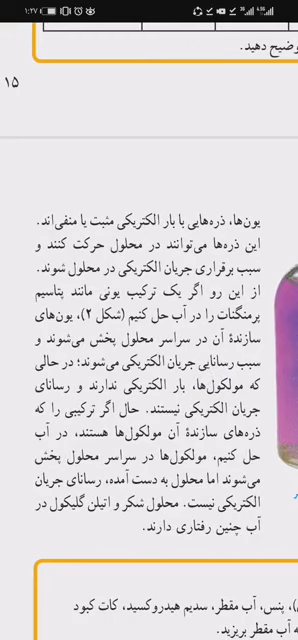 ۱:۲۷
وضیح دهید.
۱۵
یون‌ها، ذره‌هایی با بار الکتریکی مثبت یا منفی‌اند.
این ذره‌ها می‌توانند در محلول حرکت کنند و
سبب برقراری جریان الکتریکی در محلول شوند.
از این رو اگر یک ترکیب یونی مانند پتاسیم
پرمنگنات را در آب حل کنیم (شکل ۲)، یون‌های
سازندهٔ آن در سراسر محلول پخش می‌شوند و
سبب رسانایی جریان الکتریکی می‌شوند؛ در حالی
که مولکول‌ها، بار الکتریکی ندارند و رسانای
جریان الکتریکی نیستند. حال اگر ترکیبی را که
ذره‌های سازندهٔ آن مولکول‌ها هستند، در آب
حل کنیم، مولکول‌ها در سراسر محلول پخش
می‌شوند اما محلول به دست آمده، رسانای جریان
الکتریکی نیست. محلول شکر و اتیلن گلیکول در
آب چنین رفتاری دارند.
، پنس، آب مقطر، سدیم هیدروکسید، کات کبود
ه آب مقطر بریزید.